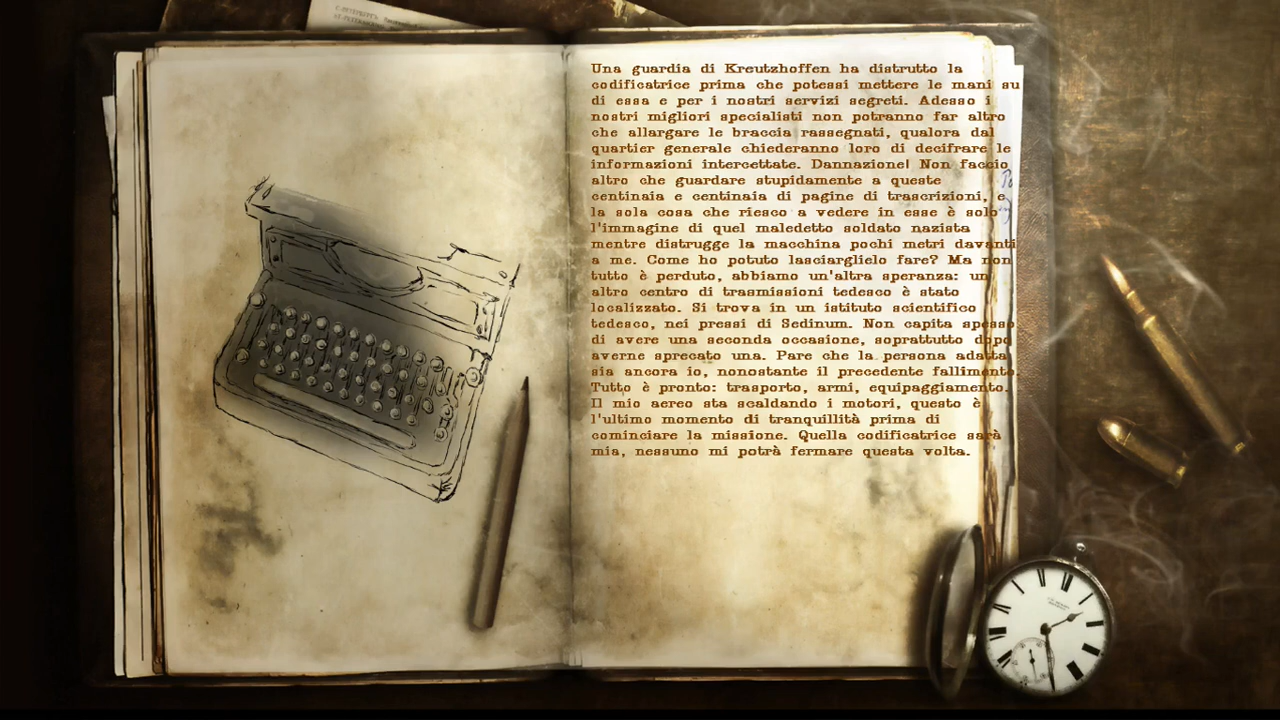 Una guardia di Kreutzhoffen ha distrutto la
codificatrice prima che potessi mettere le mani su
di essa e per i nostri servizi segreti. Adesso i
nostri migliori specialisti non potranno far altro
che allargare le braccia rassegnati, qualora dal
quartier generale chiederanno loro di decifrare le
informazioni intercettate. Dannazione! Non faccio
altro che guardare stupidamente a queste
centinaia e centinaia di pagine di trascrizioni, e
la sola cosa che riesco a vedere in esse è solo
l'immagine di quel maledetto soldato nazista
mentre distrugge la macchina pochi metri davanti
a me. Come ho potuto lasciarglielo fare? Ma non
tutto è perduto, abbiamo un'altra speranza: un
altro centro di trasmissioni tedesco è stato
localizzato. Si trova in un istituto scientifico
tedesco, nei pressi di Sedinum. Non capita spesso
di avere una seconda occasione, soprattutto dopo
averne sprecato una. Pare che la persona adatta
sia ancora io, nonostante il precedente fallimento.
Tutto è pronto: trasporto, armi, equipaggiamento.
Il mio aereo sta scaldando i motori, questo è
l'ultimo momento di tranquillità prima di
cominciare la missione. Quella codificatrice sarà
mia, nessuno mi potrà fermare questa volta.